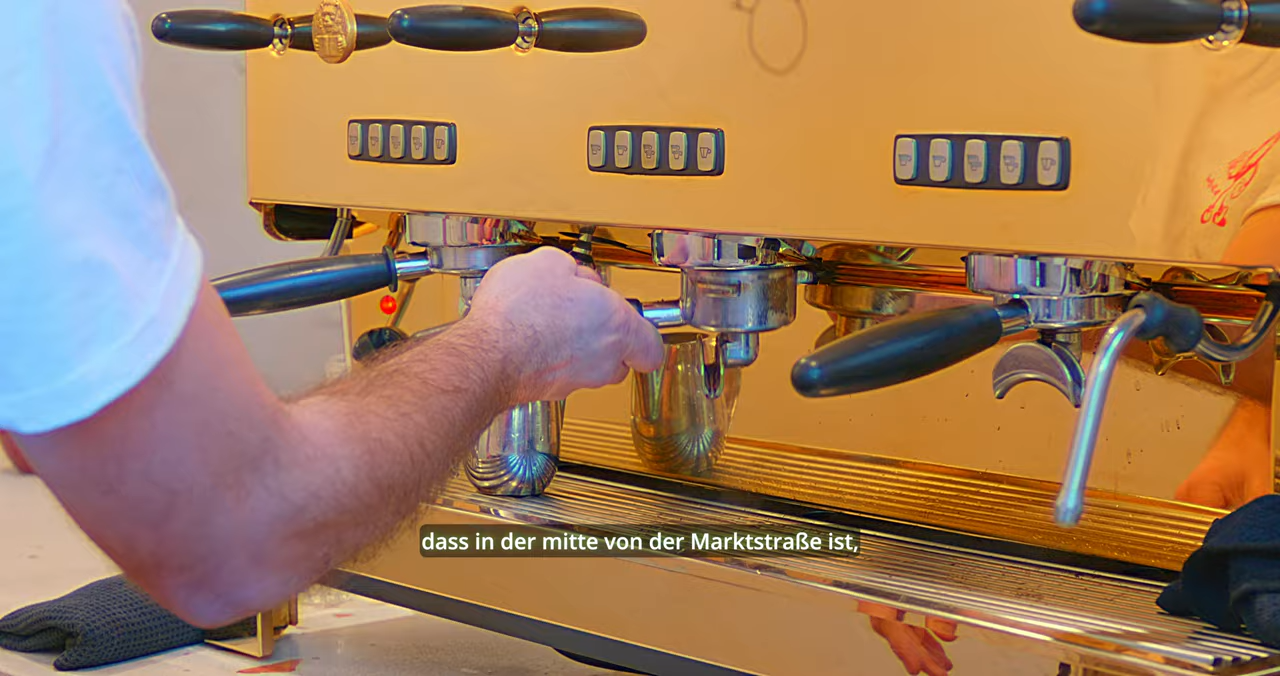 dass in der mitte von der Marktstraße ist,